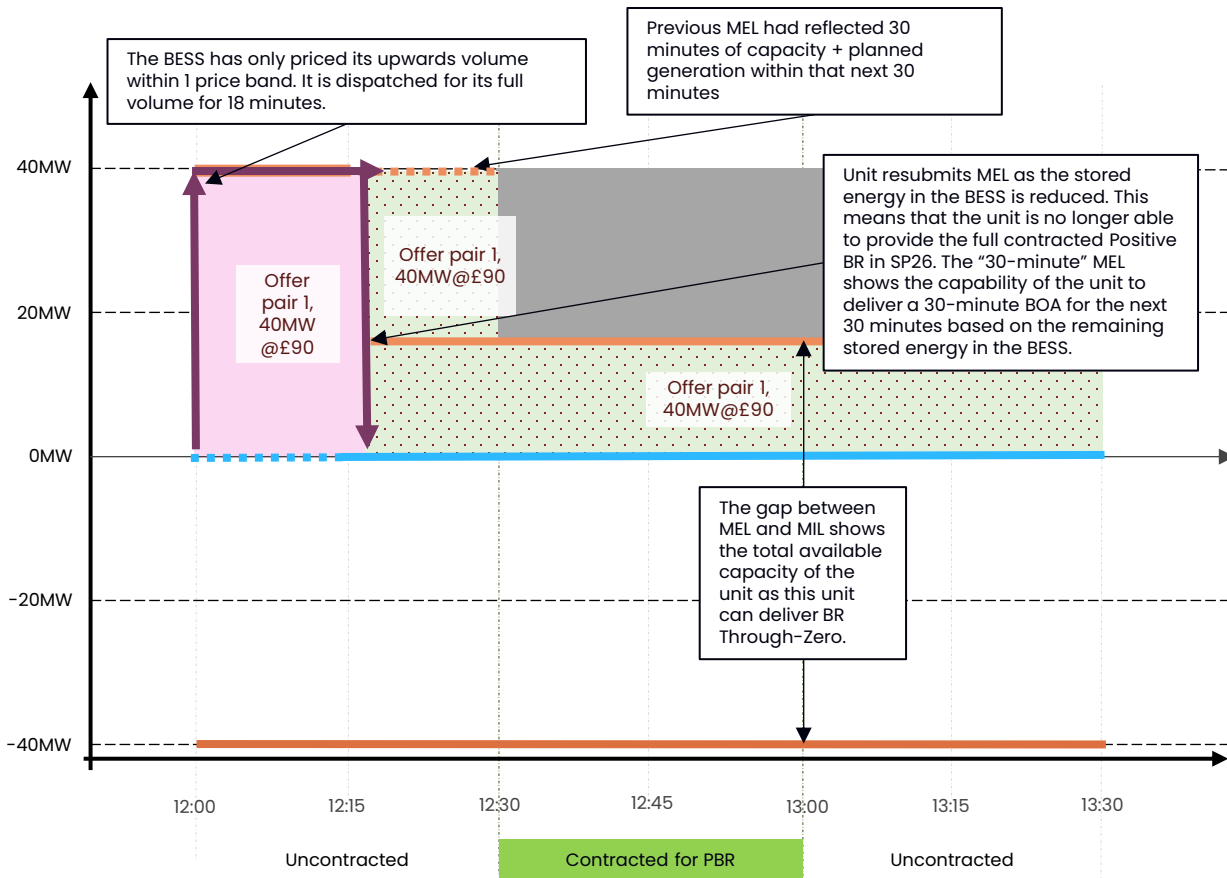 The BESS has only priced its upwards volume
within 1 price band. It is dispatched for its full
volume for 18 minutes.
Previous MEL had reflected 30
minutes of capacity + planned
generation within that next 30
minutes
40MW
20MW
0MW
-20MW
-40MW
Offer
pair 1,
40MW
@£90
Offer pair 1,
40MW@£90
Unit resubmits MEL as the stored
energy in the BESS is reduced. This
means that the unit is no longer able
to provide the full contracted Positive
BR in SP26. The “30-minute” MEL
shows the capability of the unit to
deliver a 30-minute BOA for the next
30 minutes based on the remaining
stored energy in the BESS.
Offer pair 1,
40MW@£90
The gap between
MEL and MIL shows
the total available
capacity of the
unit as this unit
can deliver BR
Through-Zero.
12:00
12:15
12:30
12:45
13:00
13:15
13:30
Uncontracted
Contracted for PBR
Uncontracted